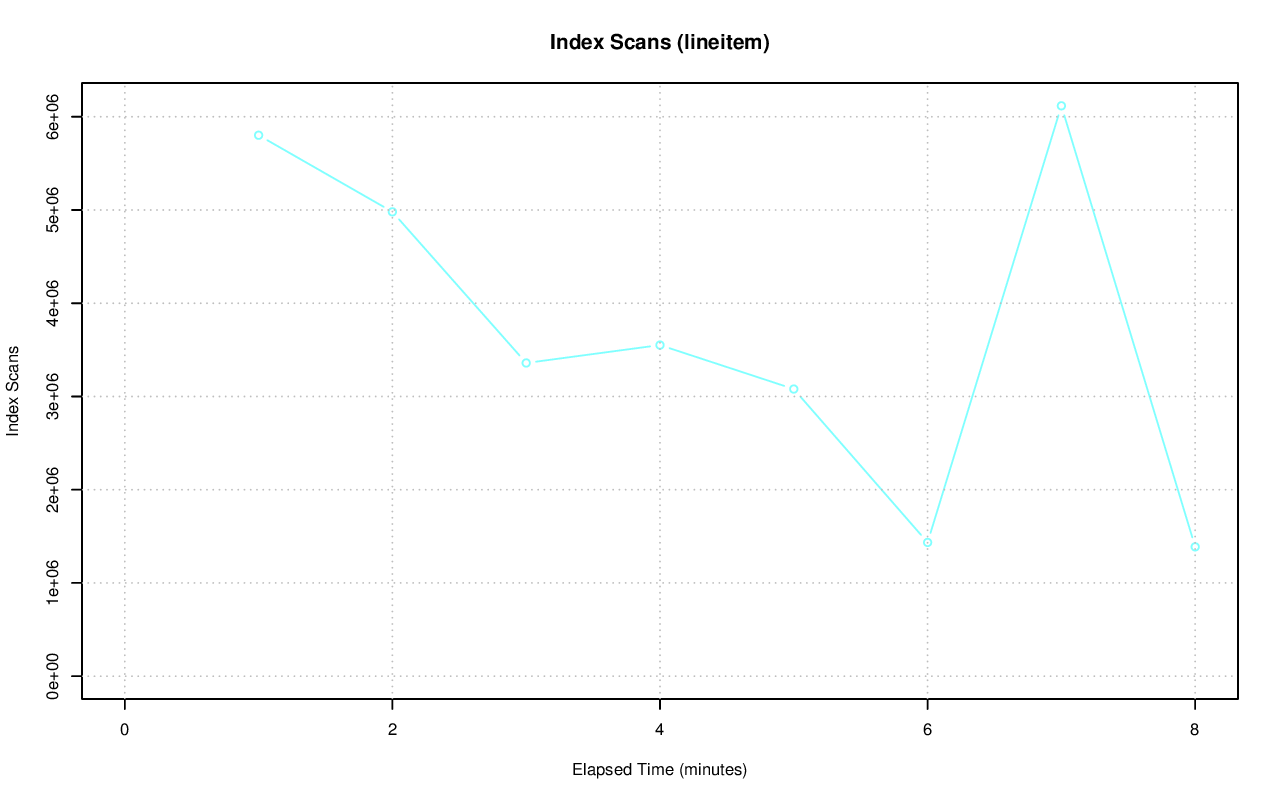 Index Scans (lineitem)
Index Scans
6e+06
5e+06
4e+06
3e+06
2e+06
1e+06
0e+00
0 2 4 6 8
Elapsed Time (minutes)